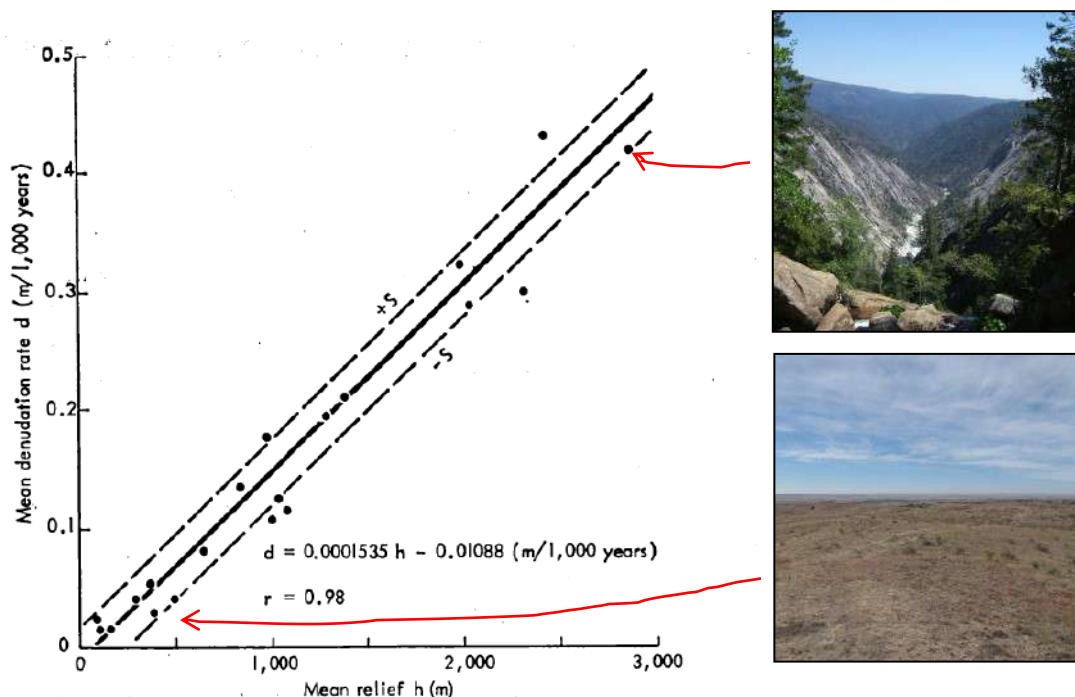 0.5
0.4
0.3
0.2
0.1
0
Mean denudation rate d (m/1,000 years)
+S
-S
d = 0.0001535 h - 0.01088 (m/1,000 years)
r = 0.98
0
1,000
2,000
3,000
Mean relief h (m)